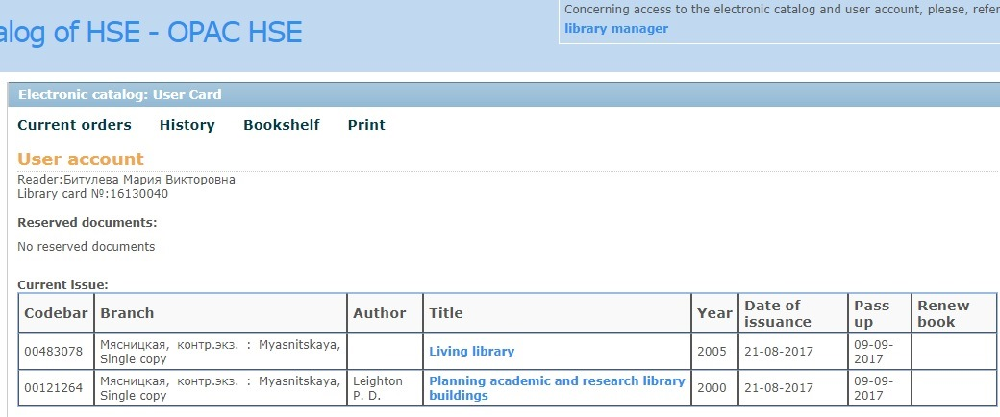 Concerning access to the electronic catalog and user account, please, refer
library manager
alog of HSE - OPAC HSE
Electronic catalog: User Card
Current orders History Bookshelf Print
User account
Reader:Битулева Мария Викторовна
Library card №:16130040
Reserved documents:
No reserved documents
Current issue:
Codebar Branch Author Title Year Date of issuance Pass up Renew book
00483078 Мясницкая, контр.экз. : Myasnitskaya, Single copy Living library 2005 21-08-2017 09-09-2017
00121264 Мясницкая, контр.экз. : Myasnitskaya, Single copy Leighton P. D. Planning academic and research library buildings 2000 21-08-2017 09-09-2017